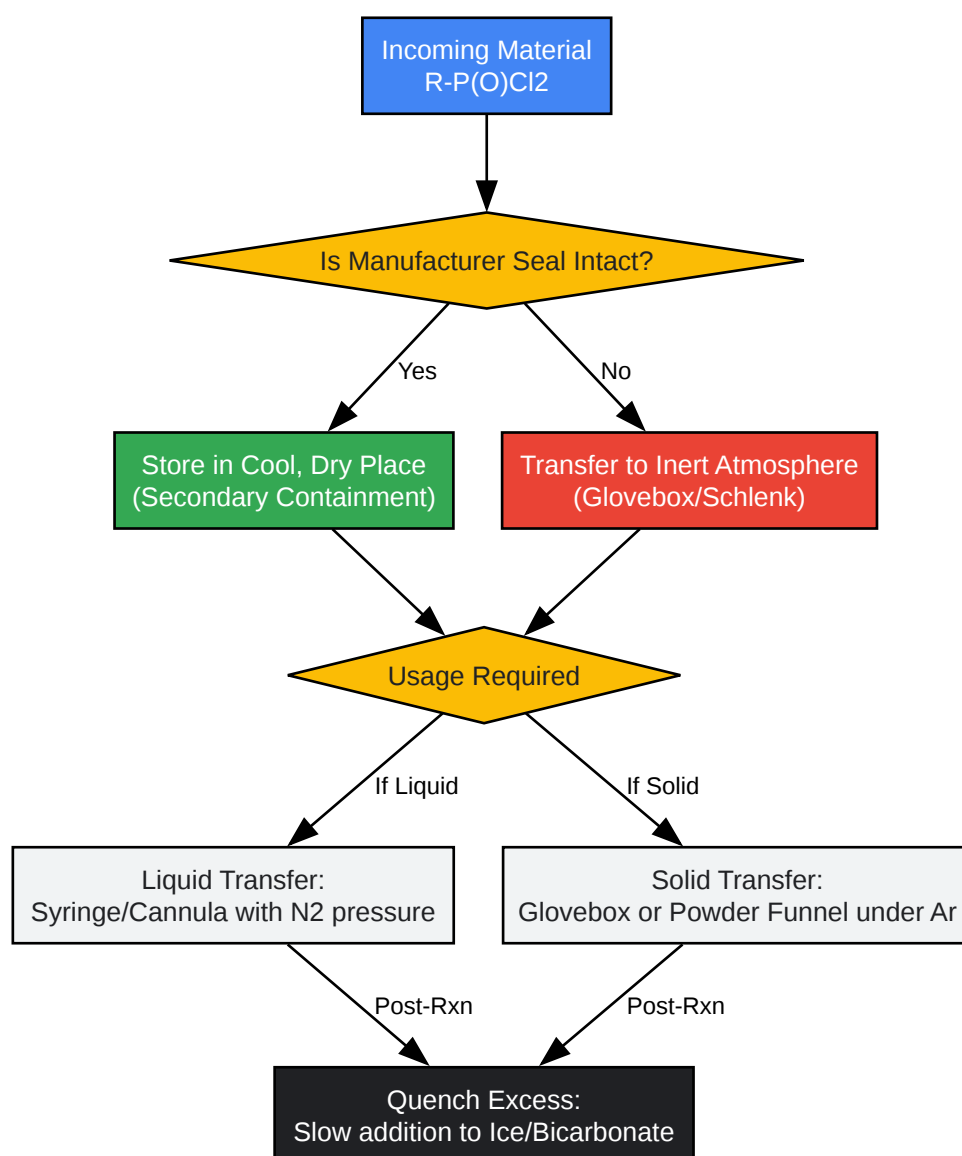 Incoming Material
R-P(O)Cl2
Is Manufacturer Seal Intact?
Yes
No
Store in Cool, Dry Place
(Secondary Containment)
Transfer to Inert Atmosphere
(Glovebox/Schlenk)
Usage Required
If Liquid
If Solid
Liquid Transfer:
Syringe/Cannula with N2 pressure
Solid Transfer:
Glovebox or Powder Funnel under Ar
Post-Rxn
Post-Rxn
Quench Excess:
Slow addition to Ice/Bicarbonate